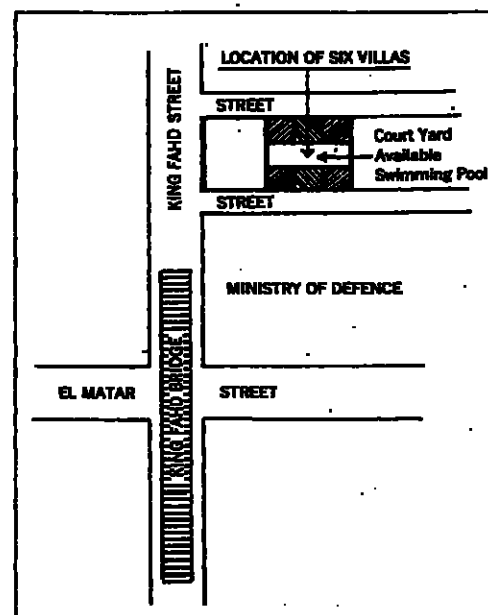 LOCATION OF SIX VILLAS
STREET
KING FAHD STREET
Court Yard
Available
Swimming Pool
STREET
MINISTRY OF DEFENCE
EL MATAR
STREET
KING FAHD BRIDGE